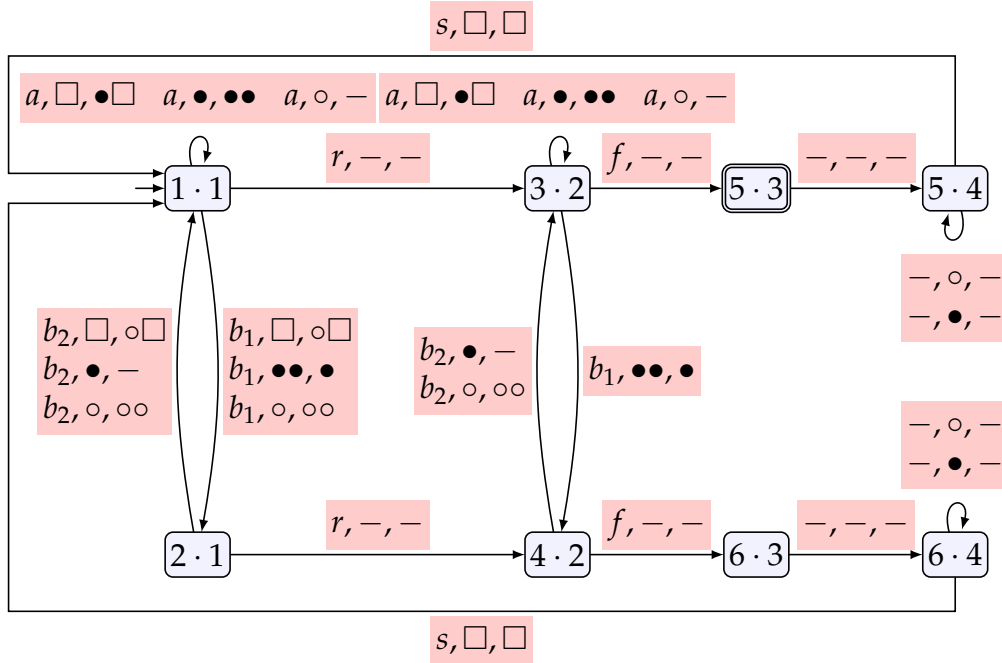 s, □, □
a, □, ●□ a, ●, ●● a, ○, − a, □, ●□ a, ●, ●● a, ○, −
r, −, − f, −, − −, −, −
1 · 1 3 · 2 5 · 3 5 · 4
−, ○, −
−, ●, −
b₂, □, ○□
b₂, ●, −
b₂, ○, ○○
b₁, □, ○□
b₁, ●●, ●
b₁, ○, ○○
b₂, ●, −
b₂, ○, ○○
b₁, ●●, ●
−, ○, −
−, ●, −
r, −, − f, −, − −, −, −
2 · 1 4 · 2 6 · 3 6 · 4
s, □, □